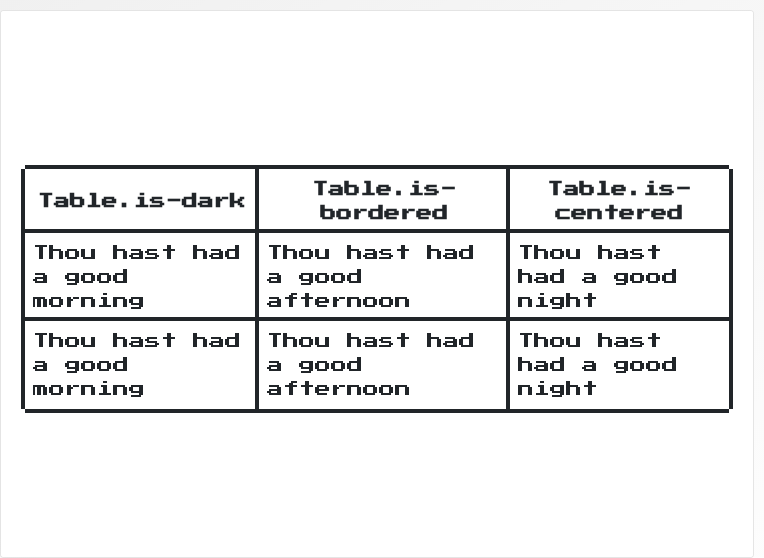 Table.is-dark
Table.is-
bordered
Table.is-
centered
Thou hast had
a good
morning
Thou hast had
a good
afternoon
Thou hast
had a good
night
Thou hast had
a good
morning
Thou hast had
a good
afternoon
Thou hast
had a good
night